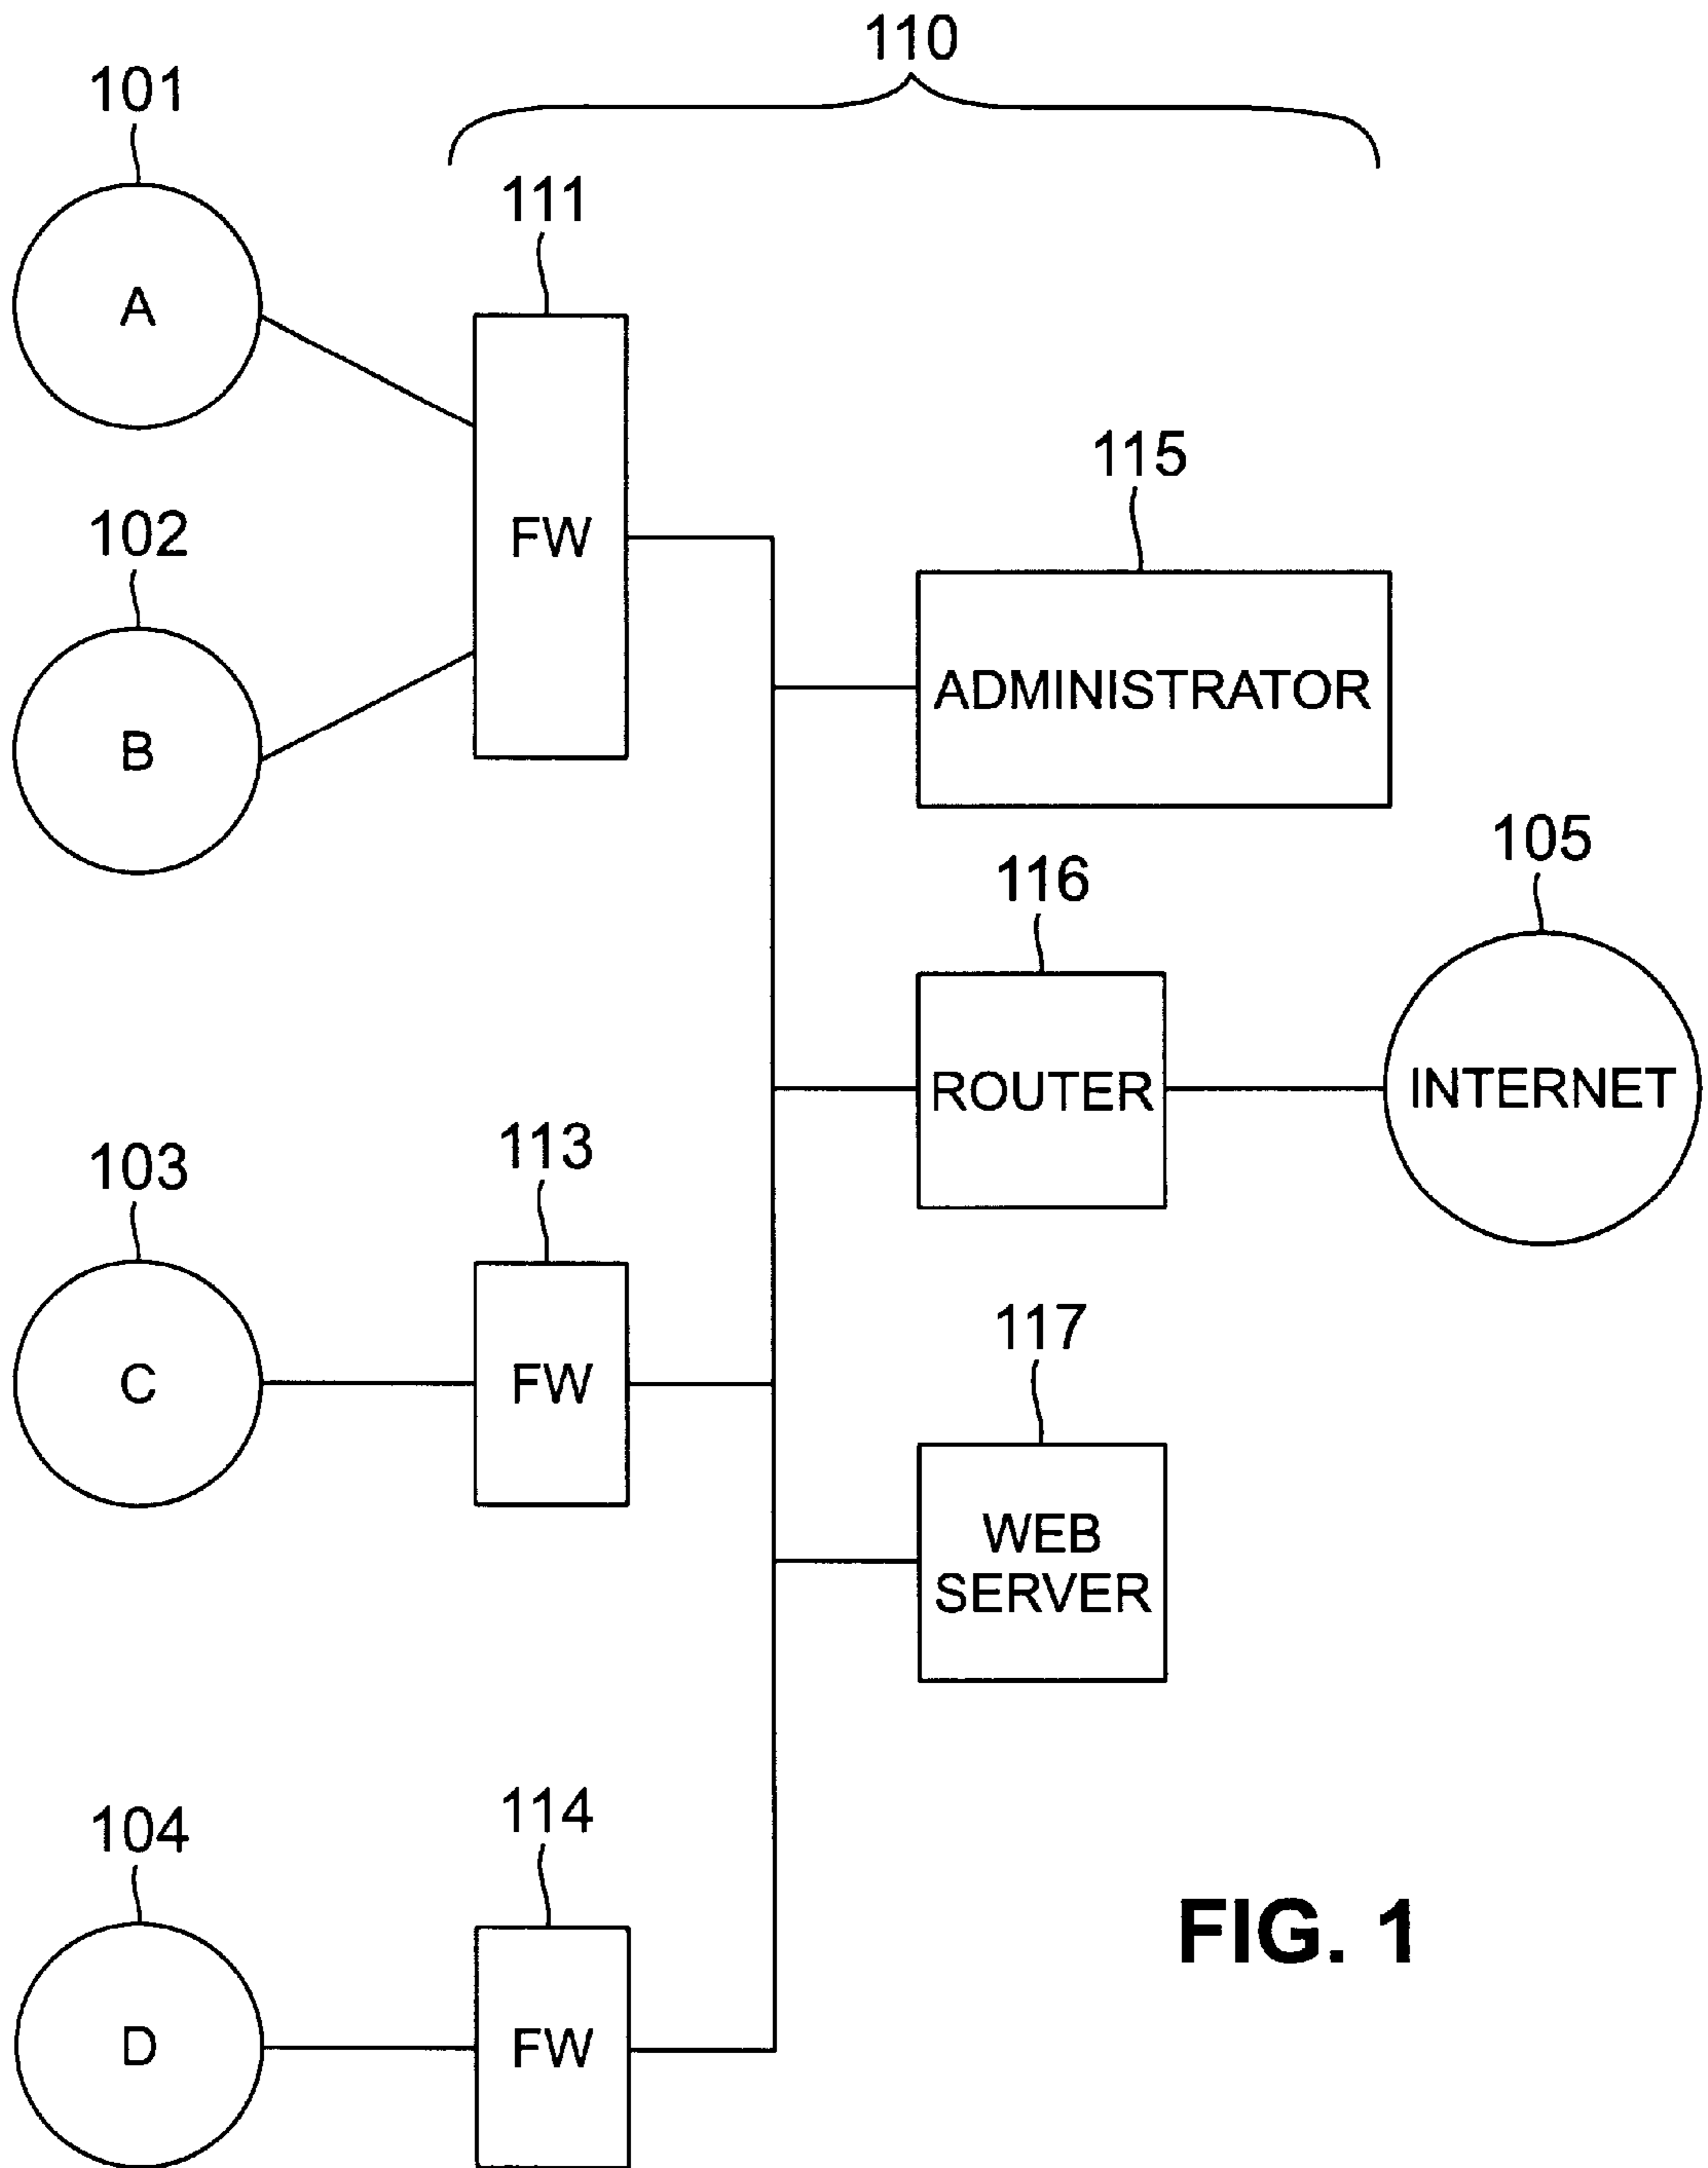 110
101
111
A
115
FW
102
ADMINISTRATOR
B
105
116
INTERNET
ROUTER
113
103
117
C
FW
WEB
SERVER
114
104
FIG. 1
D
FW